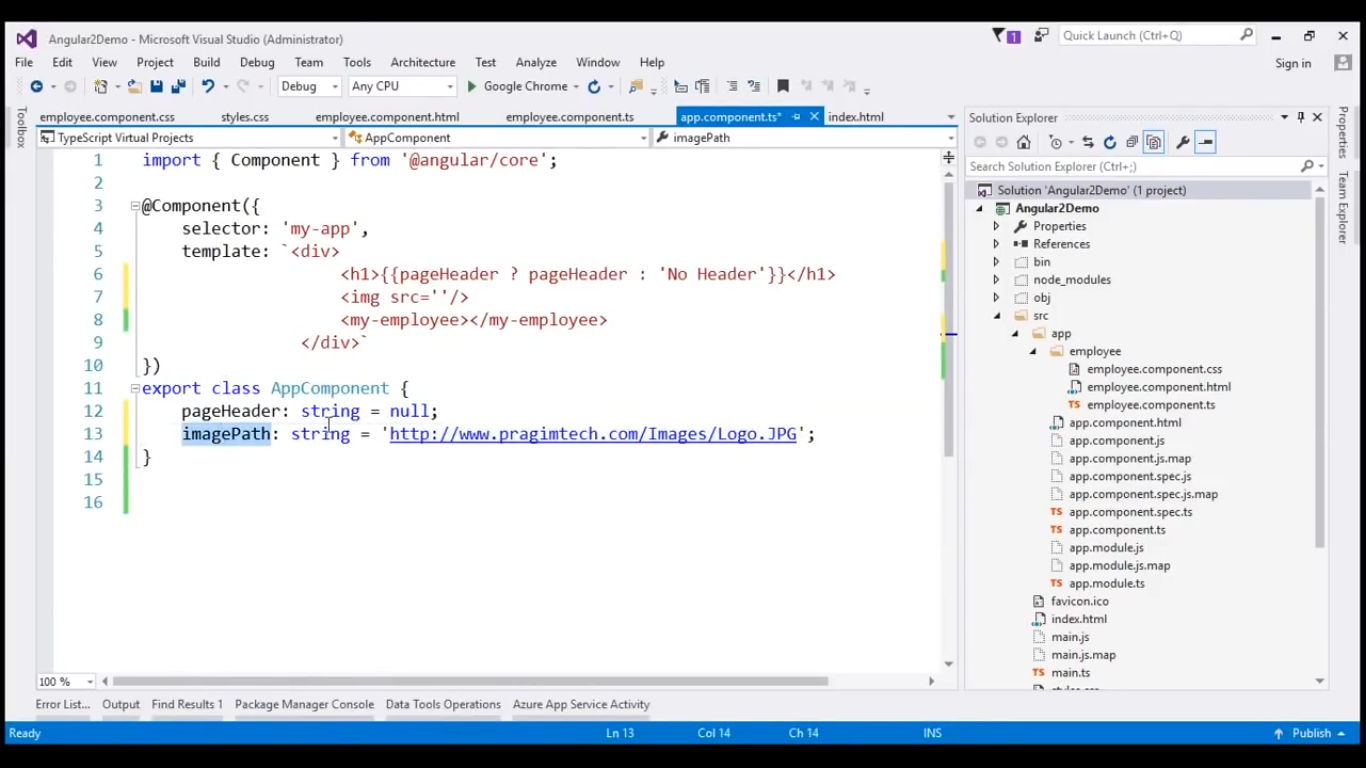 Angular2Demo - Microsoft Visual Studio (Administrator)
1
Quick Launch (Ctrl+Q)
File Edit View Project Build Debug Team Tools Architecture Test Analyze Window Help
Sign in
Debug Any CPU Google Chrome
employee.component.css styles.css employee.component.html employee.component.ts app.component.ts* index.html
TypeScript Virtual Projects AppComponent imagePath
Toolbox
1 import { Component } from '@angular/core';
2
3 @Component({
4 selector: 'my-app',
5 template: `<div>
6 <h1>{{pageHeader ? pageHeader : 'No Header'}}</h1>
7 <img src=''/>
8 <my-employee></my-employee>
9 </div>`
10 })
11 export class AppComponent {
12 pageHeader: string = null;
13 imagePath: string = 'http://www.pragimtech.com/Images/Logo.JPG';
14 }
15
16
100 %
Solution Explorer
Search Solution Explorer (Ctrl+;)
Solution 'Angular2Demo' (1 project)
Angular2Demo
Properties
References
bin
node_modules
obj
src
app
employee
employee.component.css
employee.component.html
TS employee.component.ts
app.component.html
app.component.js
app.component.js.map
app.component.spec.js
app.component.spec.js.map
TS app.component.spec.ts
TS app.component.ts
app.module.js
app.module.js.map
TS app.module.ts
favicon.ico
index.html
main.js
main.js.map
TS main.ts
Properties
Team Explorer
Error List... Output Find Results 1 Package Manager Console Data Tools Operations Azure App Service Activity
Ready Ln 13 Col 14 Ch 14 INS Publish